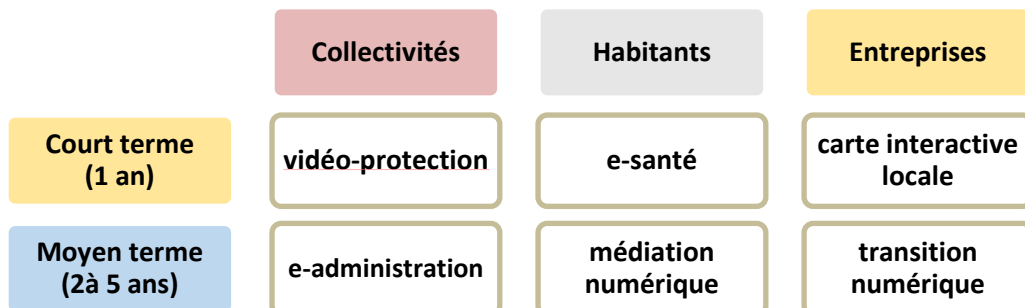 Collectivités
Habitants
Entreprises
Court terme
(1 an)
vidéo-protection
e-santé
carte interactive
locale
Moyen terme
(2à 5 ans)
e-administration
médiation
numérique
transition
numérique